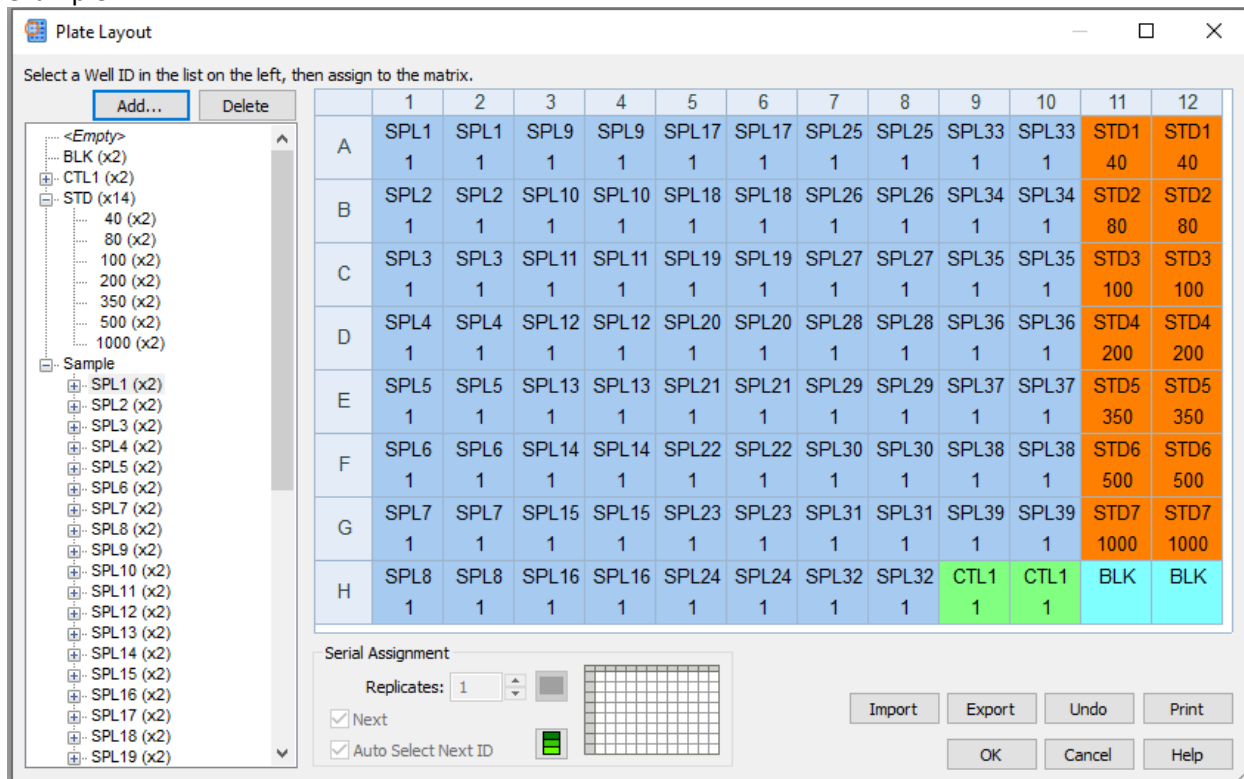 Plate Layout
Select a Well ID in the list on the left, then assign to the matrix.
Add... Delete
<Empty>
BLK (x2)
CTL1 (x2)
STD (x14)
40 (x2)
80 (x2)
100 (x2)
200 (x2)
350 (x2)
500 (x2)
1000 (x2)
Sample
SPL1 (x2)
SPL2 (x2)
SPL3 (x2)
SPL4 (x2)
SPL5 (x2)
SPL6 (x2)
SPL7 (x2)
SPL8 (x2)
SPL9 (x2)
SPL10 (x2)
SPL11 (x2)
SPL12 (x2)
SPL13 (x2)
SPL14 (x2)
SPL15 (x2)
SPL16 (x2)
SPL17 (x2)
SPL18 (x2)
SPL19 (x2)
1 2 3 4 5 6 7 8 9 10 11 12
A
SPL1 SPL1 SPL9 SPL9 SPL17 SPL17 SPL25 SPL25 SPL33 SPL33 STD1 STD1
1 1 1 1 1 1 1 1 1 1 40 40
B
SPL2 SPL2 SPL10 SPL10 SPL18 SPL18 SPL26 SPL26 SPL34 SPL34 STD2 STD2
1 1 1 1 1 1 1 1 1 1 80 80
C
SPL3 SPL3 SPL11 SPL11 SPL19 SPL19 SPL27 SPL27 SPL35 SPL35 STD3 STD3
1 1 1 1 1 1 1 1 1 1 100 100
D
SPL4 SPL4 SPL12 SPL12 SPL20 SPL20 SPL28 SPL28 SPL36 SPL36 STD4 STD4
1 1 1 1 1 1 1 1 1 1 200 200
E
SPL5 SPL5 SPL13 SPL13 SPL21 SPL21 SPL29 SPL29 SPL37 SPL37 STD5 STD5
1 1 1 1 1 1 1 1 1 1 350 350
F
SPL6 SPL6 SPL14 SPL14 SPL22 SPL22 SPL30 SPL30 SPL38 SPL38 STD6 STD6
1 1 1 1 1 1 1 1 1 1 500 500
G
SPL7 SPL7 SPL15 SPL15 SPL23 SPL23 SPL31 SPL31 SPL39 SPL39 STD7 STD7
1 1 1 1 1 1 1 1 1 1 1000 1000
H
SPL8 SPL8 SPL16 SPL16 SPL24 SPL24 SPL32 SPL32 CTL1 CTL1 BLK BLK
1 1 1 1 1 1 1 1 1 1
Serial Assignment
Replicates: 1
Next
Auto Select Next ID
Import Export Undo Print
OK Cancel Help